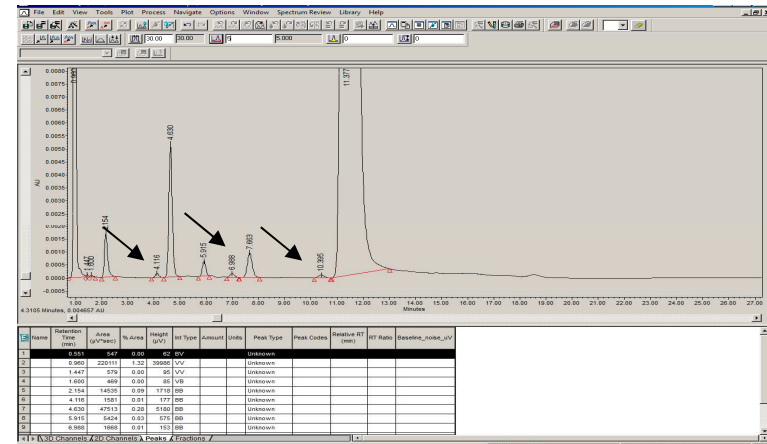 File Edit View Tools Plot Process Navigate Options Window Spectrum Review Library Help
30.00 30.00 5 5.000 0 0
0.0080
0.0070
0.0065
0.0060
0.0055
0.0045
0.0040
0.0035
0.0030
0.0025
0.0020
0.0015
0.0010
0.0005
0.0000
-0.0005
AU
0.960
1.447
1.600
2.154
4.116
4.630
5.915
6.988
7.663
10.395
11.377
1.00 2.00 3.00 4.00 5.00 6.00 7.00 8.00 9.00 10.00 11.00 12.00 13.00 14.00 15.00 16.00 17.00 18.00 19.00 20.00 21.00 22.00 23.00 24.00 25.00 26.00 27.00
Minutes
4.3105 Minutes, 0.004657 AU
Name Retention Time (min) Area (µV*sec) % Area Height (µV) Int Type Amount Units Peak Type Peak Codes Relative RT (min) RT Ratio Baseline_noise_uV
1 0.551 547 0.00 62 BV Unknown
2 0.960 220111 1.32 39986 VV Unknown
3 1.447 579 0.00 95 VV Unknown
4 1.600 469 0.00 85 VB Unknown
5 2.154 14535 0.09 1718 BB Unknown
6 4.116 1581 0.01 177 BB Unknown
7 4.630 47513 0.28 5180 BB Unknown
8 5.915 5424 0.03 575 BB Unknown
9 6.988 1668 0.01 153 BB Unknown
3D Channels 2D Channels Peaks Fractions